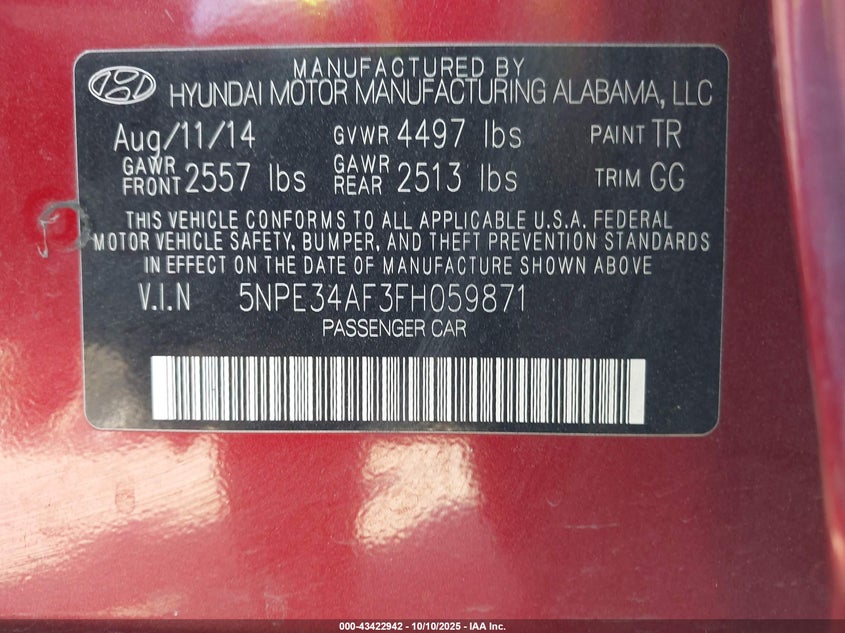 MANUFACTURED BY
HYUNDAI MOTOR MANUFACTURING ALABAMA, LLC
Aug/11/14 GVWR 4497 lbs PAINT TR
GAWR FRONT 2557 lbs GAWR REAR 2513 lbs TRIM GG
THIS VEHICLE CONFORMS TO ALL APPLICABLE U.S.A. FEDERAL
MOTOR VEHICLE SAFETY, BUMPER, AND THEFT PREVENTION STANDARDS
IN EFFECT ON THE DATE OF MANUFACTURE SHOWN ABOVE
V.I.N 5NPE34AF3FH059871
PASSENGER CAR
000-43422942 - 10/10/2025 - IAA Inc.